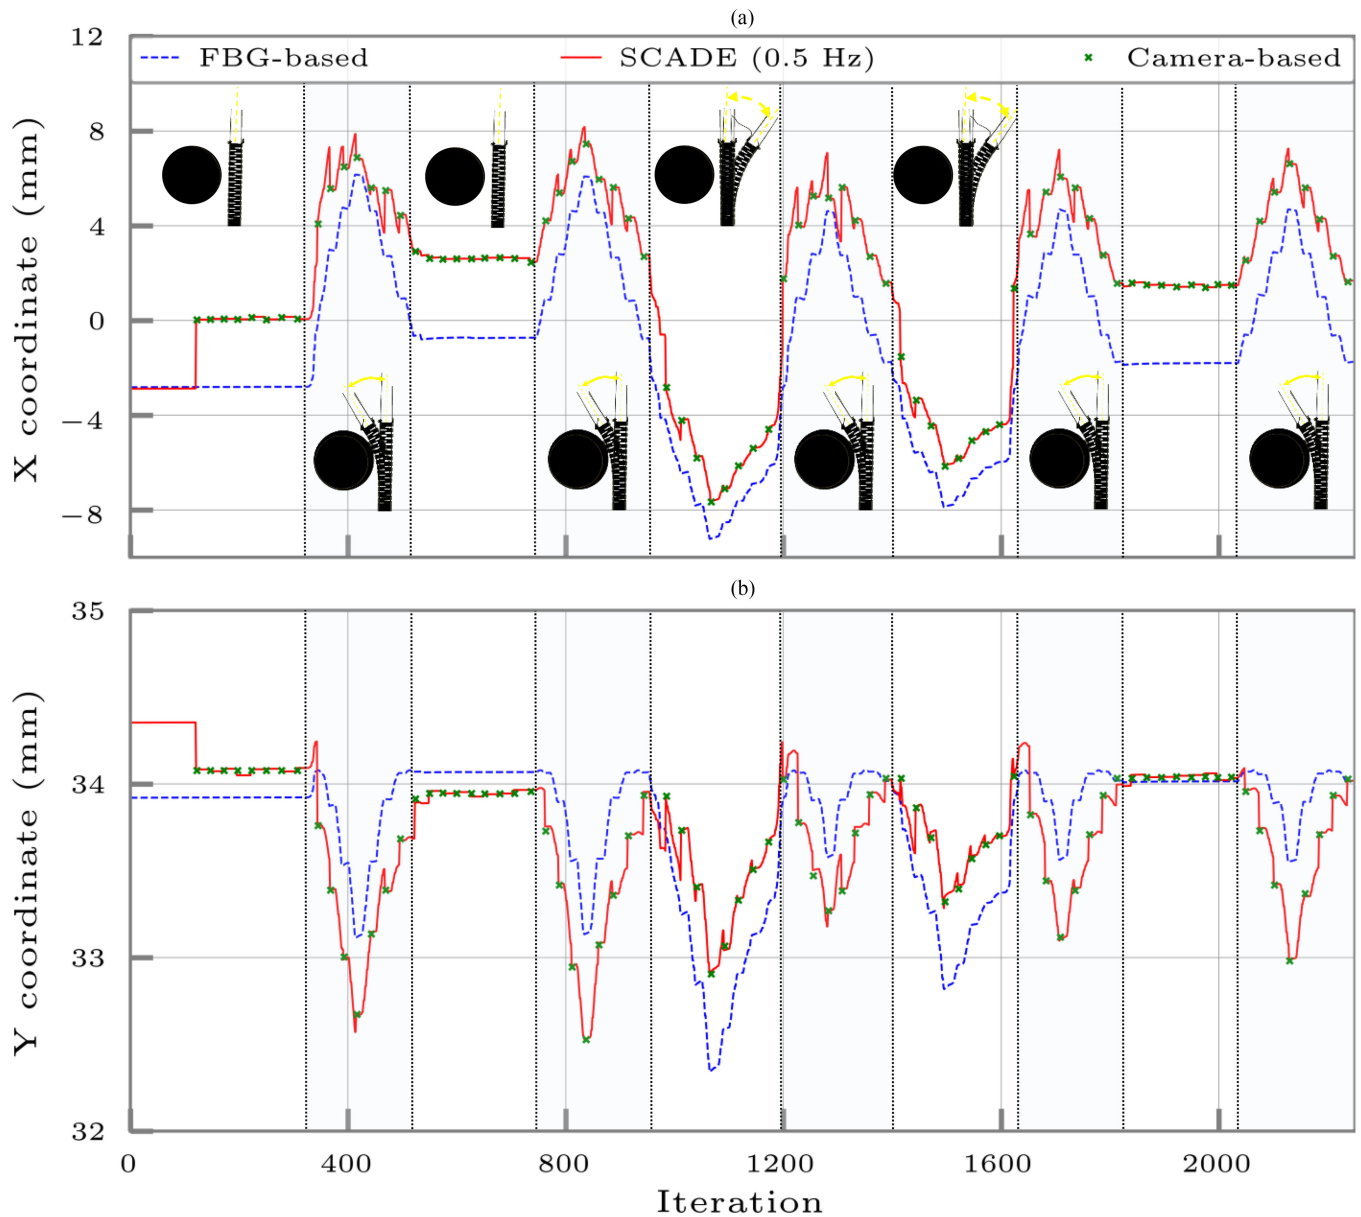 (a)
FBG-based SCADE (0.5 Hz) Camera-based
12
8
4
0
−4
−8
X coordinate (mm)
(b)
35
34
33
32
Y coordinate (mm)
0 400 800 1200 1600 2000
Iteration